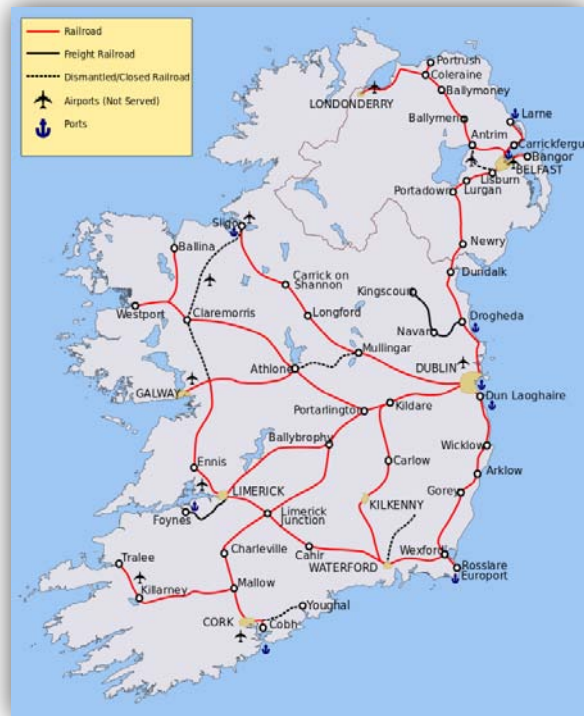 Railroad
Freight Railroad
Dismantled/Closed Railroad
Airports (Not Served)
Ports
Portrush
Coleraine
Ballymoney
LONDONDERRY
Ballymena
Larne
Antrim
Carrickfergu
Bangor
BELFAST
Lisburn
Lurgan
Portadown
Newry
Dundalk
Sligo
Ballina
Carrick on
Shannon
Kingscourt
Westport
Claremorris
Longford
Drogheda
Navan
Mullingar
Athlone
DUBLIN
GALWAY
Dun Laoghaire
Portarlington
Kildare
Ballybrophy
Wicklow
Ennis
Carlow
Arklow
LIMERICK
Gorey
KILKENNY
Foynes
Limerick
Junction
Tralee
Charleville
Cahir
Wexford
WATERFORD
Rosslare
Europort
Killarney
Mallow
Youghal
CORK
Cobh